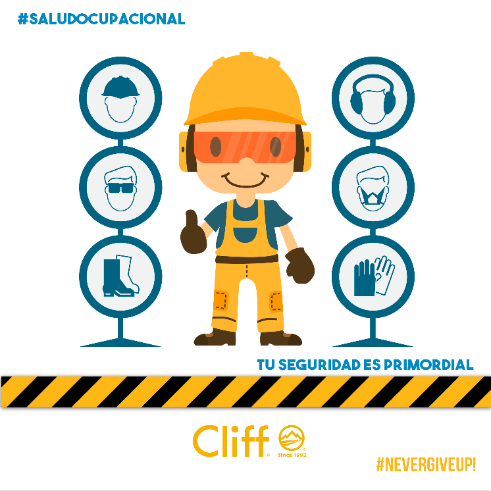 #SALUDOCUPACIONAL
TU SEGURIDAD ES PRIMORDIAL
Cliff
Since 1992
#NEVERGIVEUP!